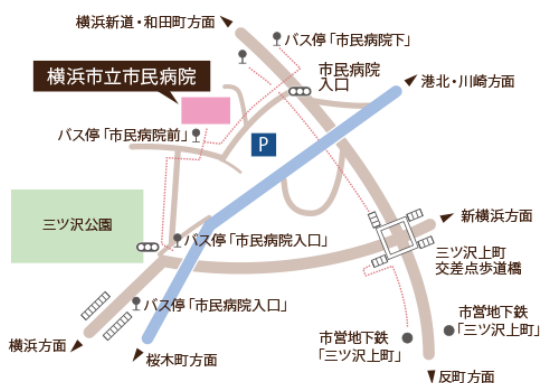 横浜新道・和田町方面
バス停「市民病院下」
市民病院
入口
港北・川崎方面
横浜市立市民病院
バス停「市民病院前」
P
三ツ沢公園
新横浜方面
バス停「市民病院入口」
三ツ沢上町
交差点歩道橋
バス停「市民病院入口」
市営地下鉄
「三ツ沢上町」
市営地下鉄
「三ツ沢上町」
横浜方面
桜木町方面
反町方面